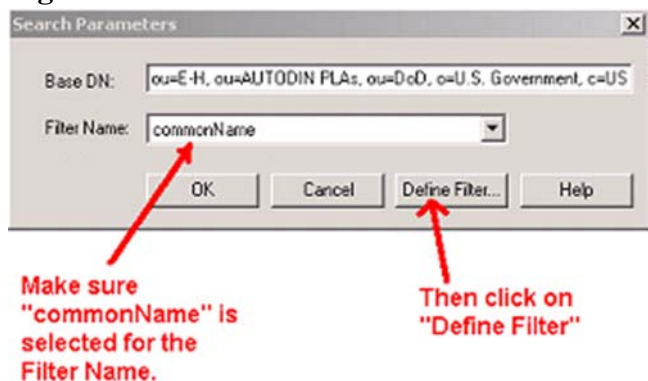 Search Parameters
Base DN: ou=E-H, ou=AUTODIN PLAs, ou=DoD, o=U.S. Government, c=US
Filter Name: commonName
OK Cancel Define Filter... Help
Make sure
"commonName" is
selected for the
Filter Name.
Then click on
"Define Filter"